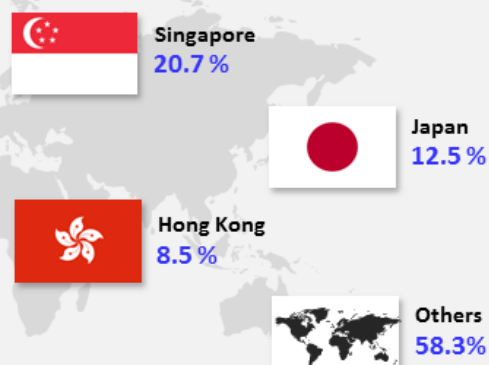 Singapore
20.7 %
Japan
12.5 %
Hong Kong
8.5 %
Others
58.3%